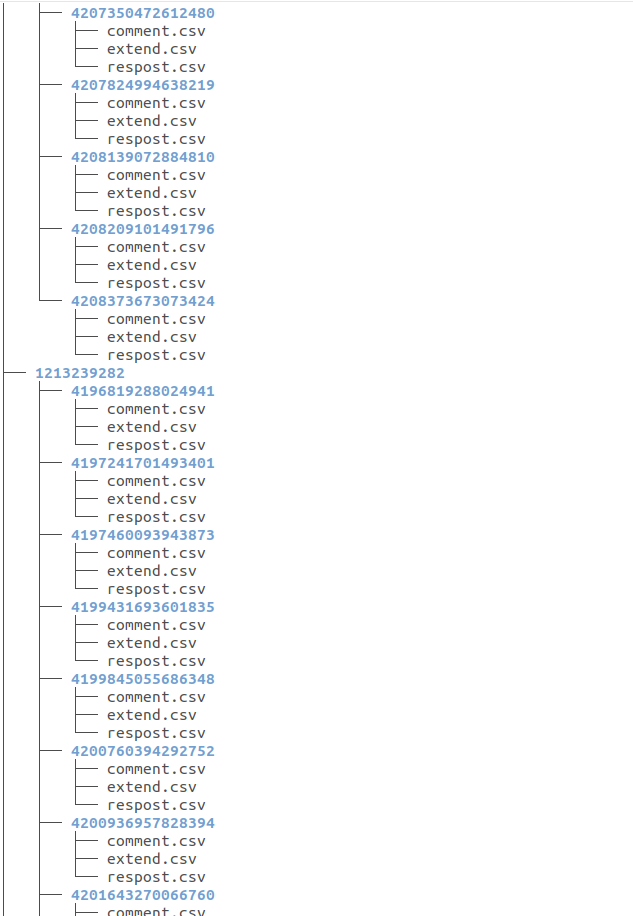 4207350472612480
comment.csv
extend.csv
respost.csv
4207824994638219
comment.csv
extend.csv
respost.csv
4208139072884810
comment.csv
extend.csv
respost.csv
4208209101491796
comment.csv
extend.csv
respost.csv
4208373673073424
comment.csv
extend.csv
respost.csv
1213239282
4196819288024941
comment.csv
extend.csv
respost.csv
4197241701493401
comment.csv
extend.csv
respost.csv
4197460093943873
comment.csv
extend.csv
respost.csv
4199431693601835
comment.csv
extend.csv
respost.csv
4199845055686348
comment.csv
extend.csv
respost.csv
4200760394292752
comment.csv
extend.csv
respost.csv
4200936957828394
comment.csv
extend.csv
respost.csv
4201643270066760
comment.csv